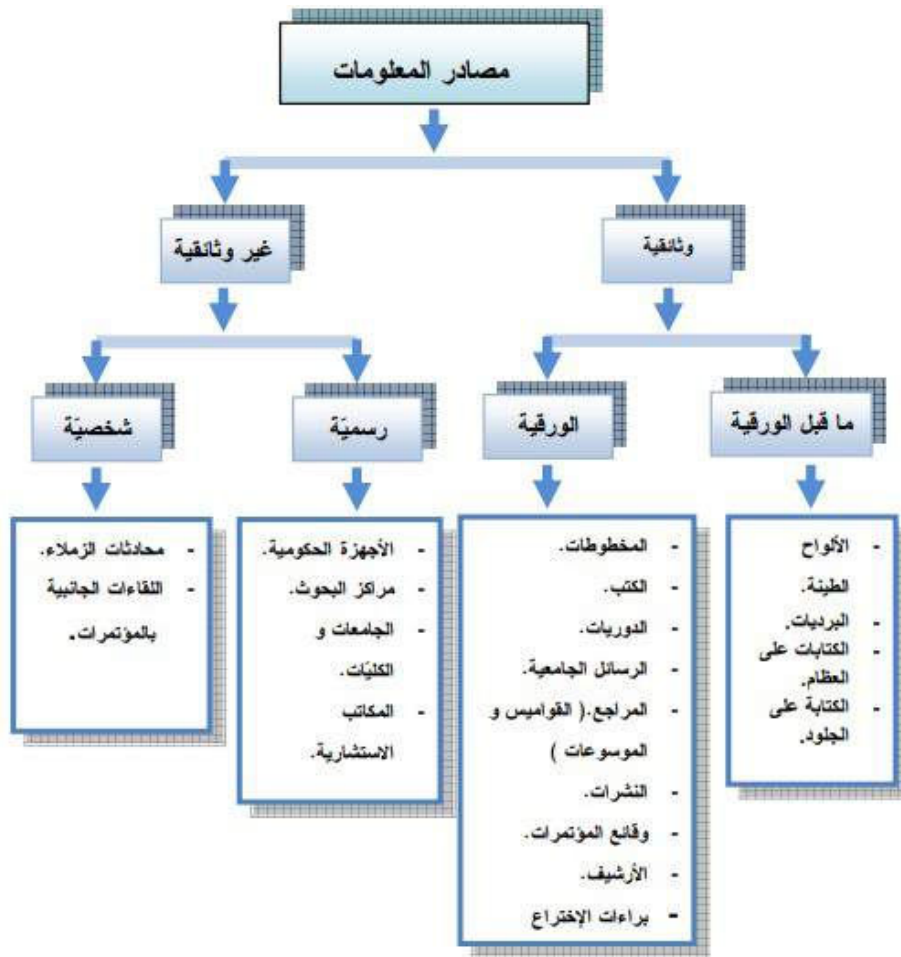 مصادر المعلومات
وثائقية
غير وثائقية
ما قبل الورقية
الورقية
رسميّة
شخصيّة
- الألواح
الطينة.
- البرديات.
- الكتابات على
العظام.
- الكتابة على
الجلود.
- المخطوطات.
- الكتب.
- الدوريات.
- الرسائل الجامعية.
- المراجع.( القواميس و
الموسوعات )
- النشرات.
- وقائع المؤتمرات.
- الأرشيف.
- براءات الإختراع
- الأجهزة الحكومية.
- مراكز البحوث.
- الجامعات و
الكليّات.
- المكاتب
الاستشارية.
- محادثات الزملاء.
- اللقاءات الجانبية
بالمؤتمرات.